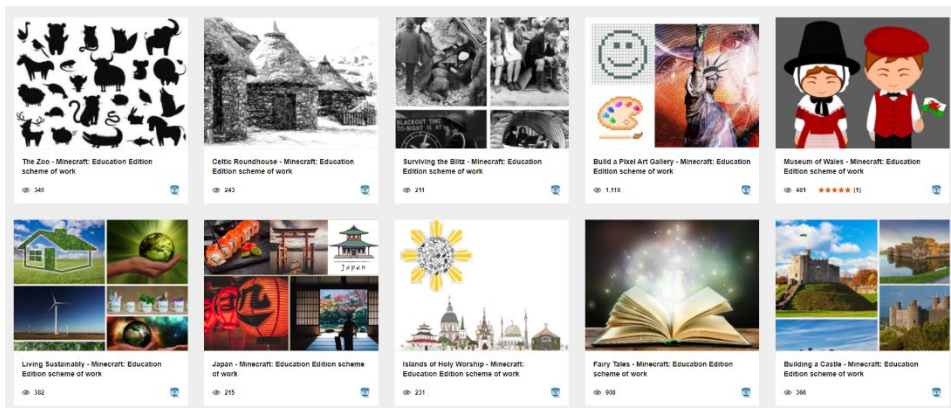 BLACKOUT TIME
TO-NIGHT IS AT
The Zoo - Minecraft: Education Edition
scheme of work
349
Celtic Roundhouse - Minecraft: Education
Edition scheme of work
243
Surviving the Blitz - Minecraft: Education
Edition scheme of work
211
Build a Pixel Art Gallery - Minecraft: Education
Edition scheme of work
1,118
Museum of Wales - Minecraft: Education
Edition scheme of work
481 (1)
Japan
Living Sustainably - Minecraft: Education
Edition scheme of work
382
Japan - Minecraft: Education Edition scheme
of work
215
Islands of Holy Worship - Minecraft:
Education Edition scheme of work
231
Fairy Tales - Minecraft: Education Edition
scheme of work
908
Building a Castle - Minecraft: Education
Edition scheme of work